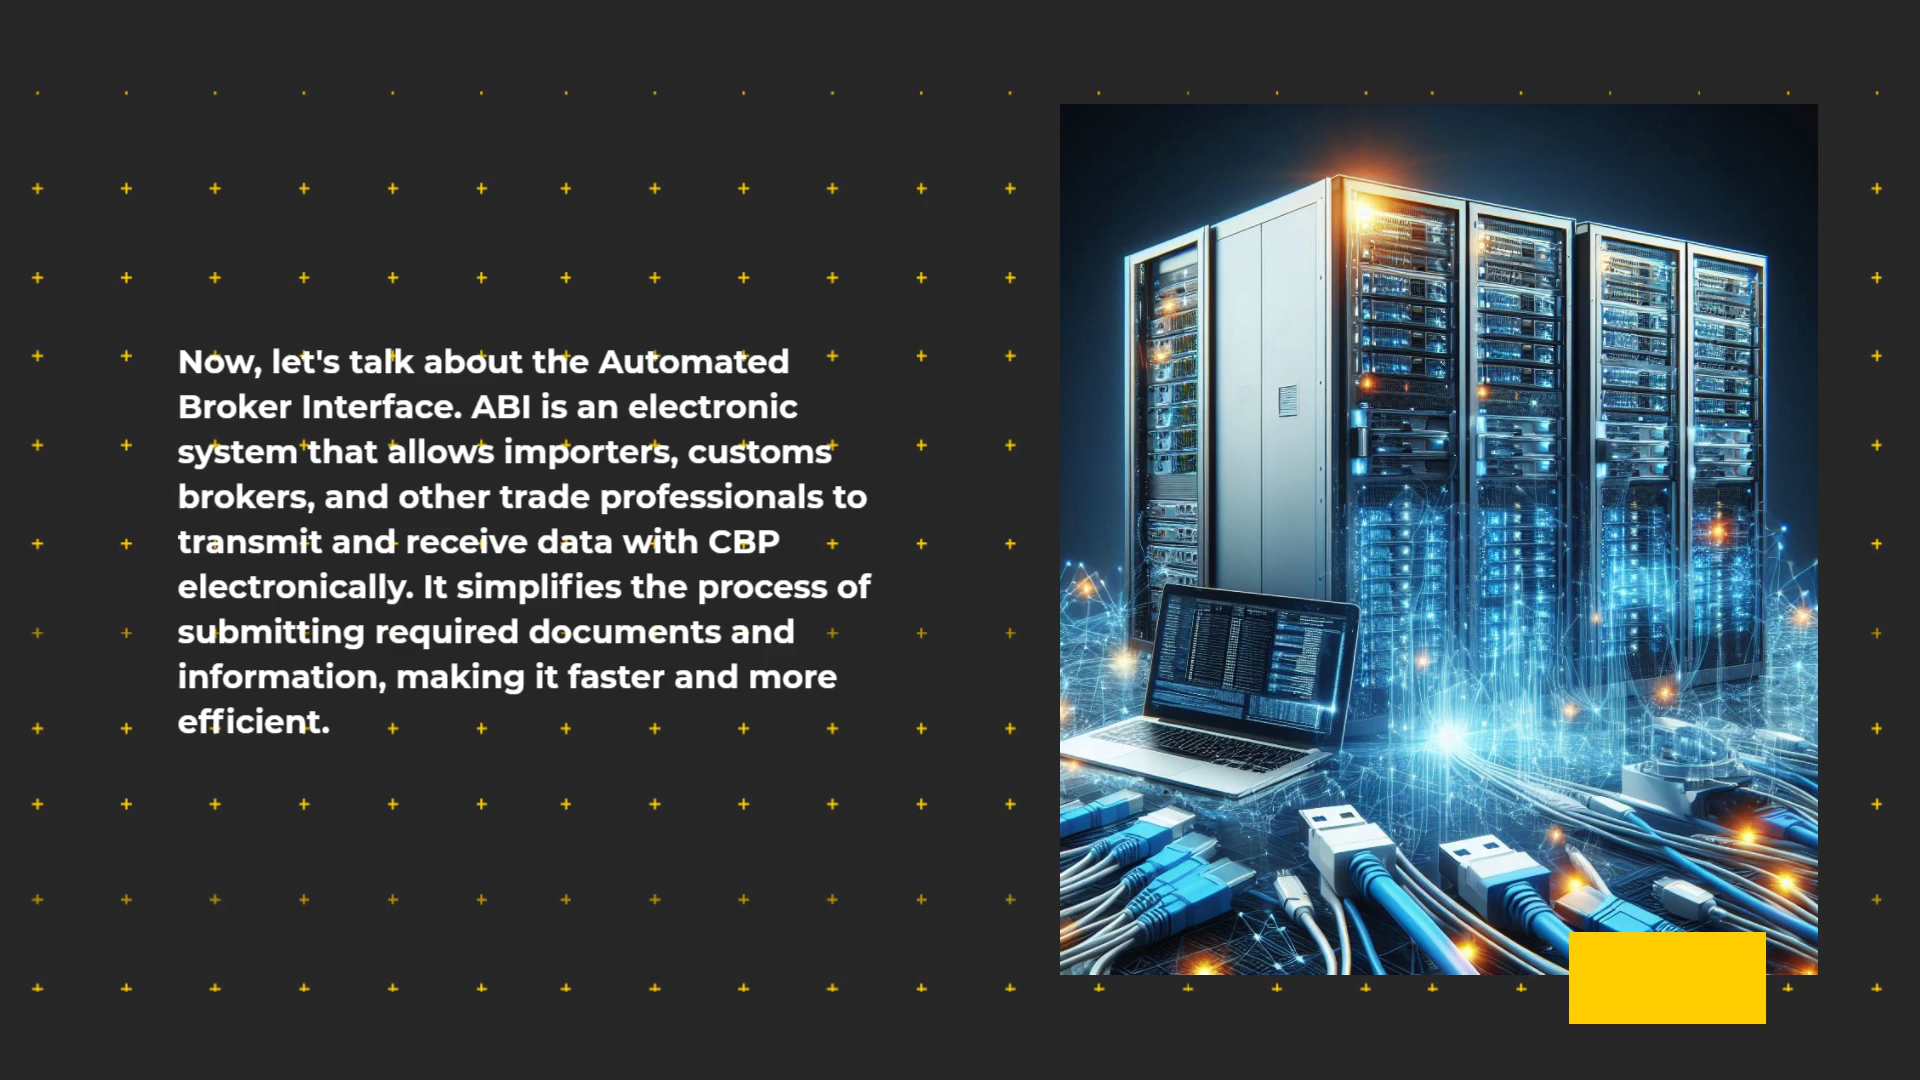 Now, let's talk about the Automated
Broker Interface. ABI is an electronic
system that allows importers, customs
brokers, and other trade professionals to
transmit and receive data with CBP
electronically. It simplifies the process of
submitting required documents and
information, making it faster and more
efficient.